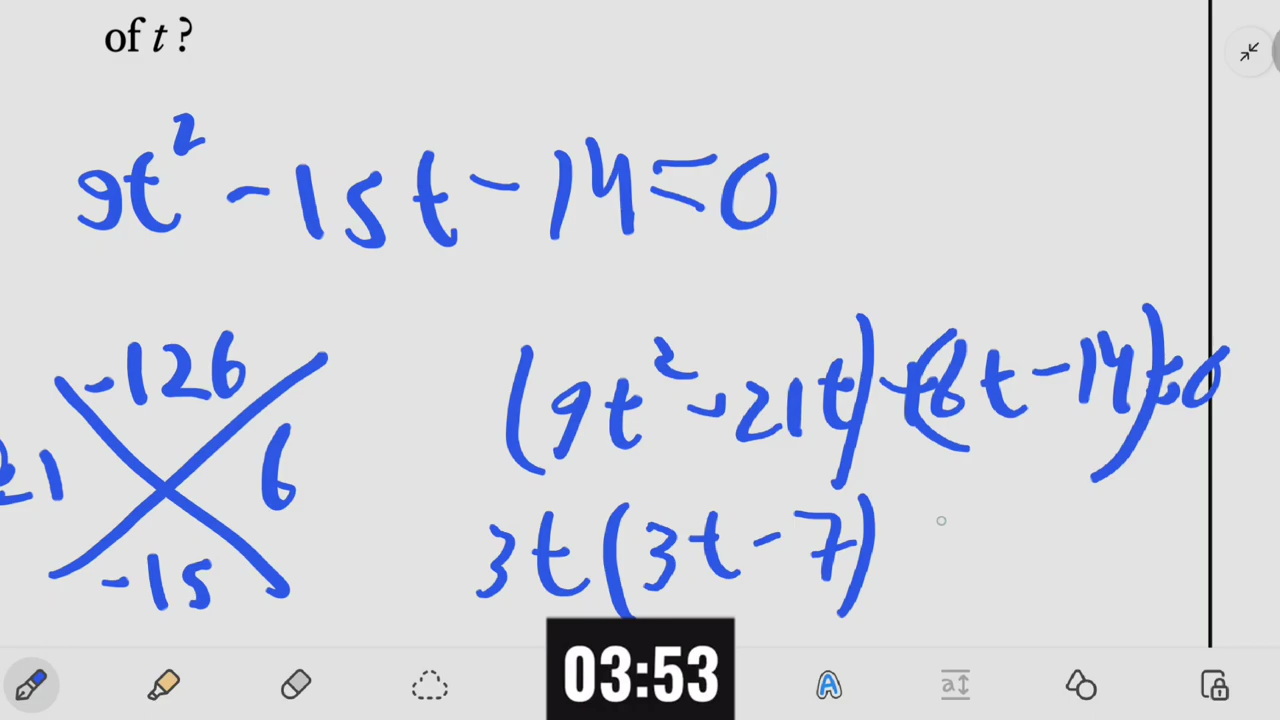 of t ?
9t² - 15t - 14 = 0
-126
(9t² - 21t) + (6t - 14) = 0
21
6
3t(3t - 7)
-15
03:53